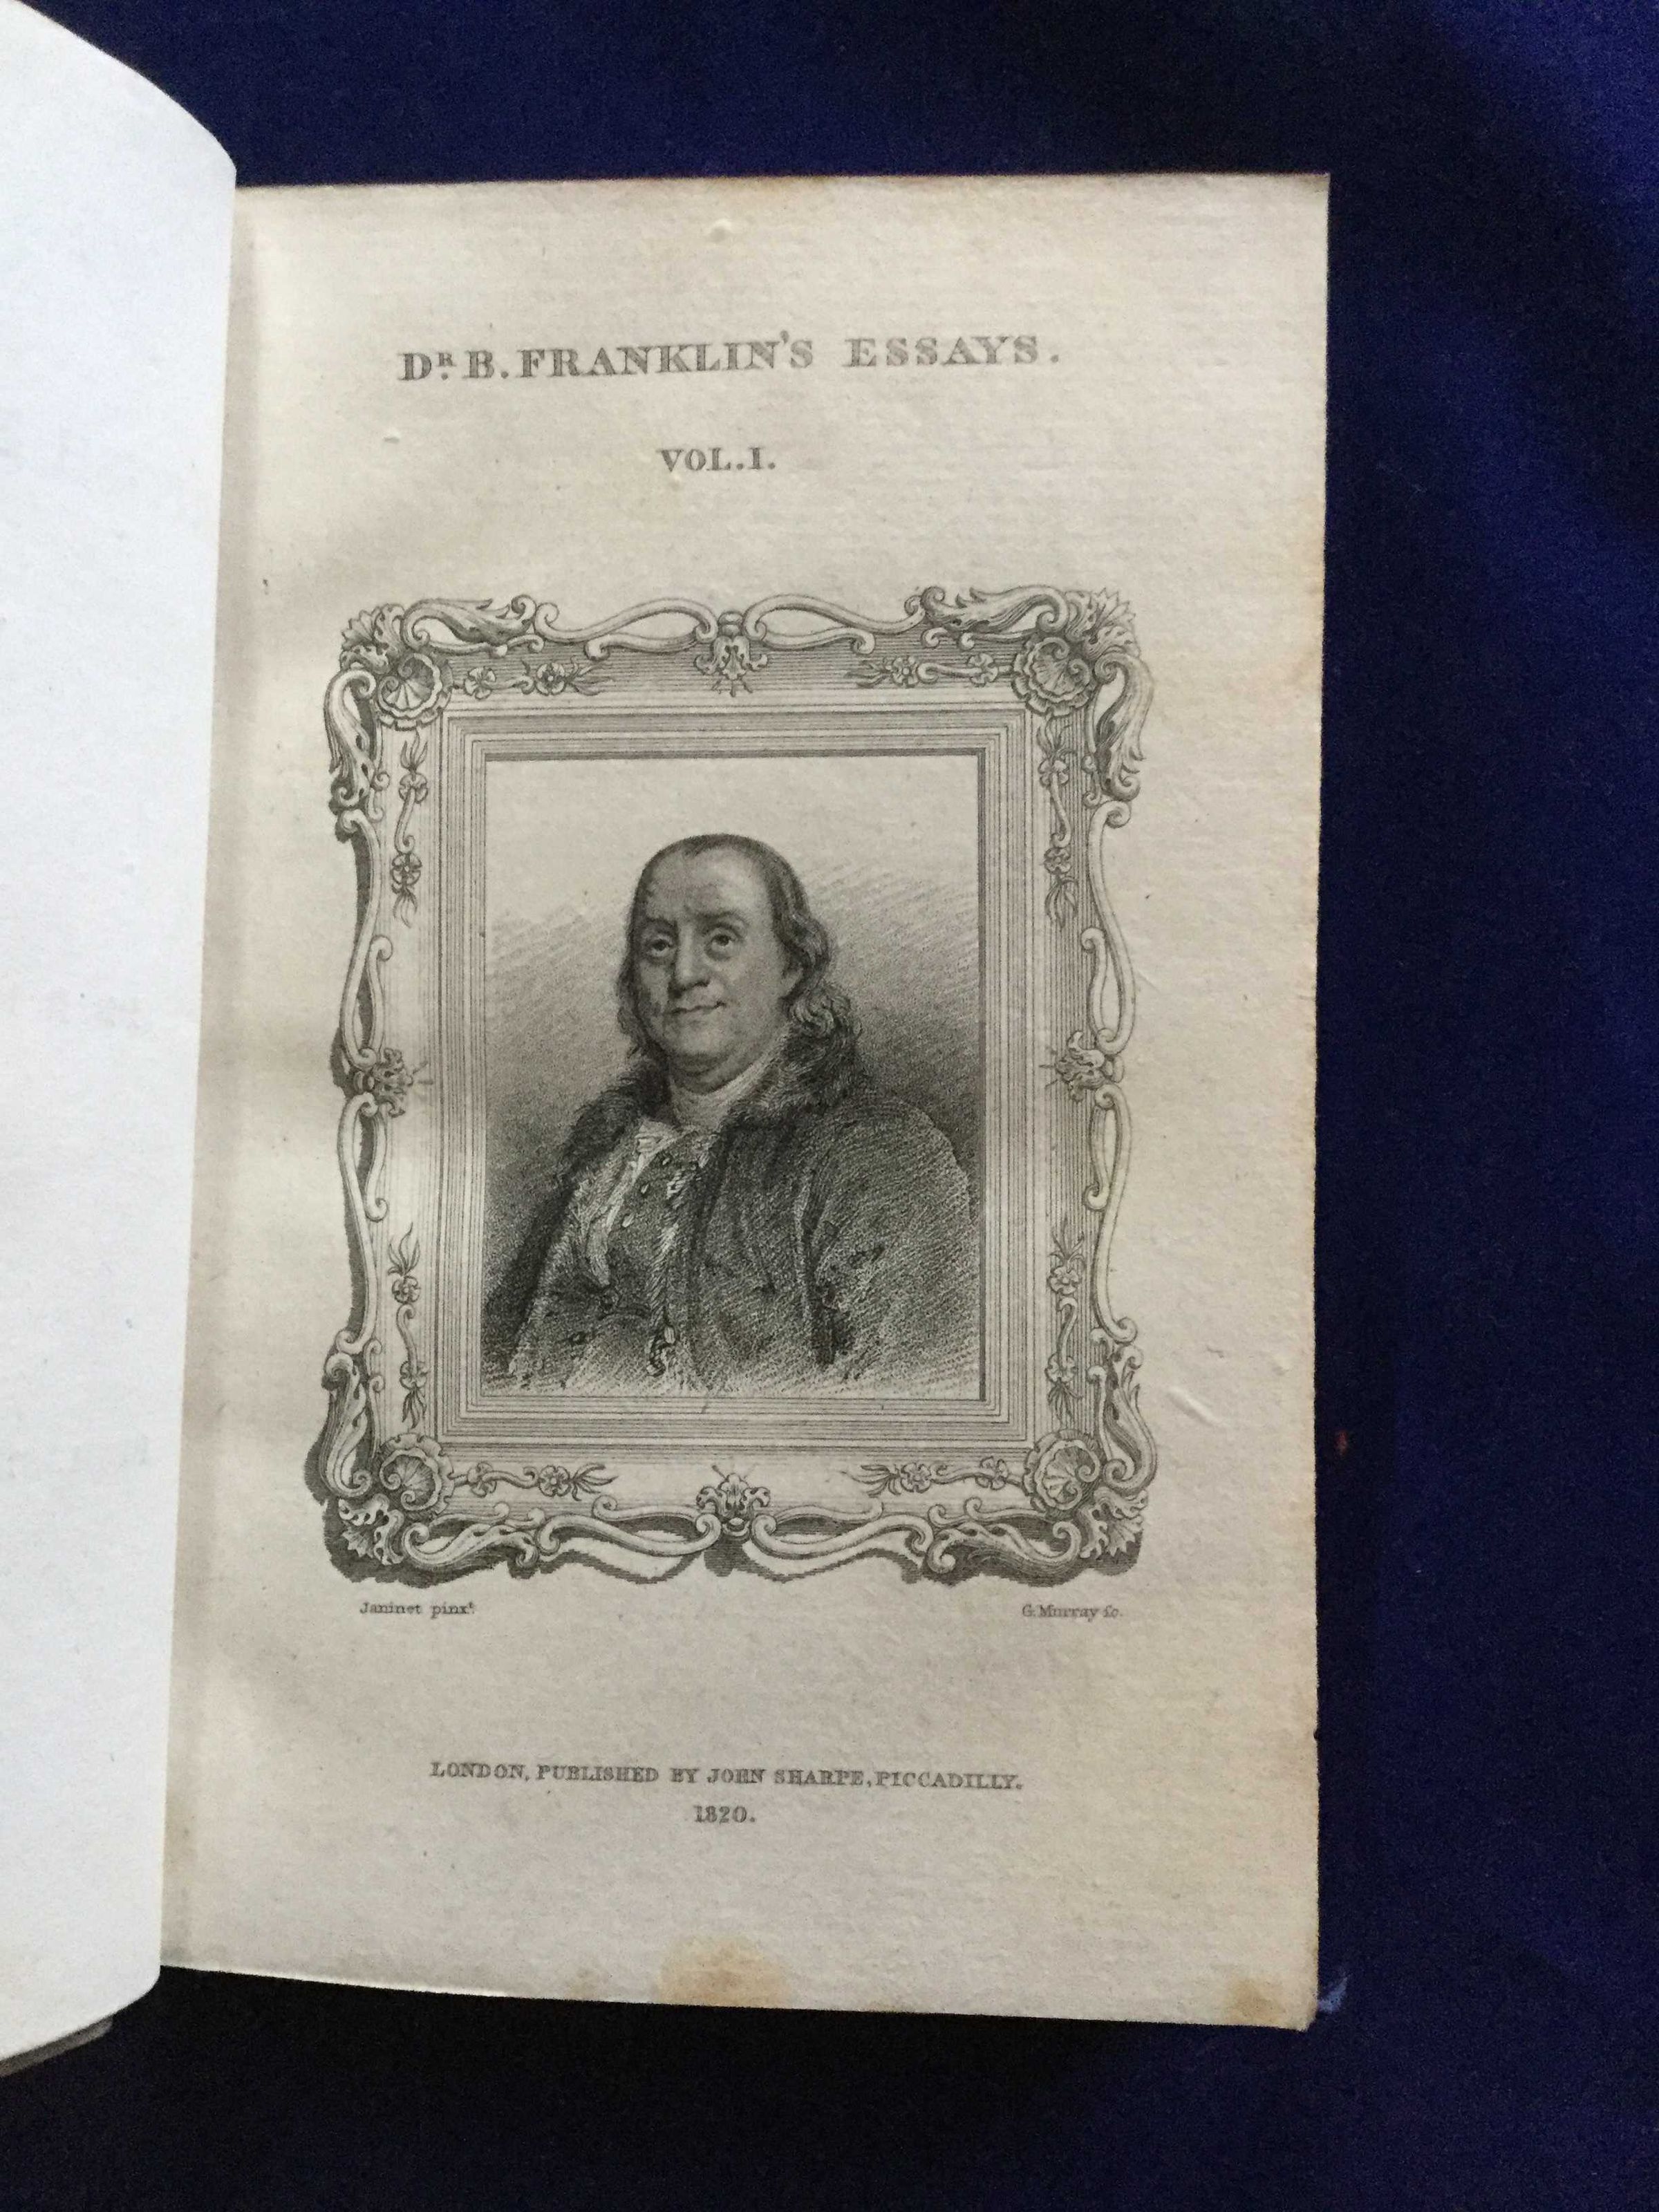 Dᴿ. B. FRANKLIN'S ESSAYS.
VOL. I.
Janinet pinxᵗ.
G. Murray sc.
LONDON, PUBLISHED BY JOHN SHARPE, PICCADILLY.
1820.